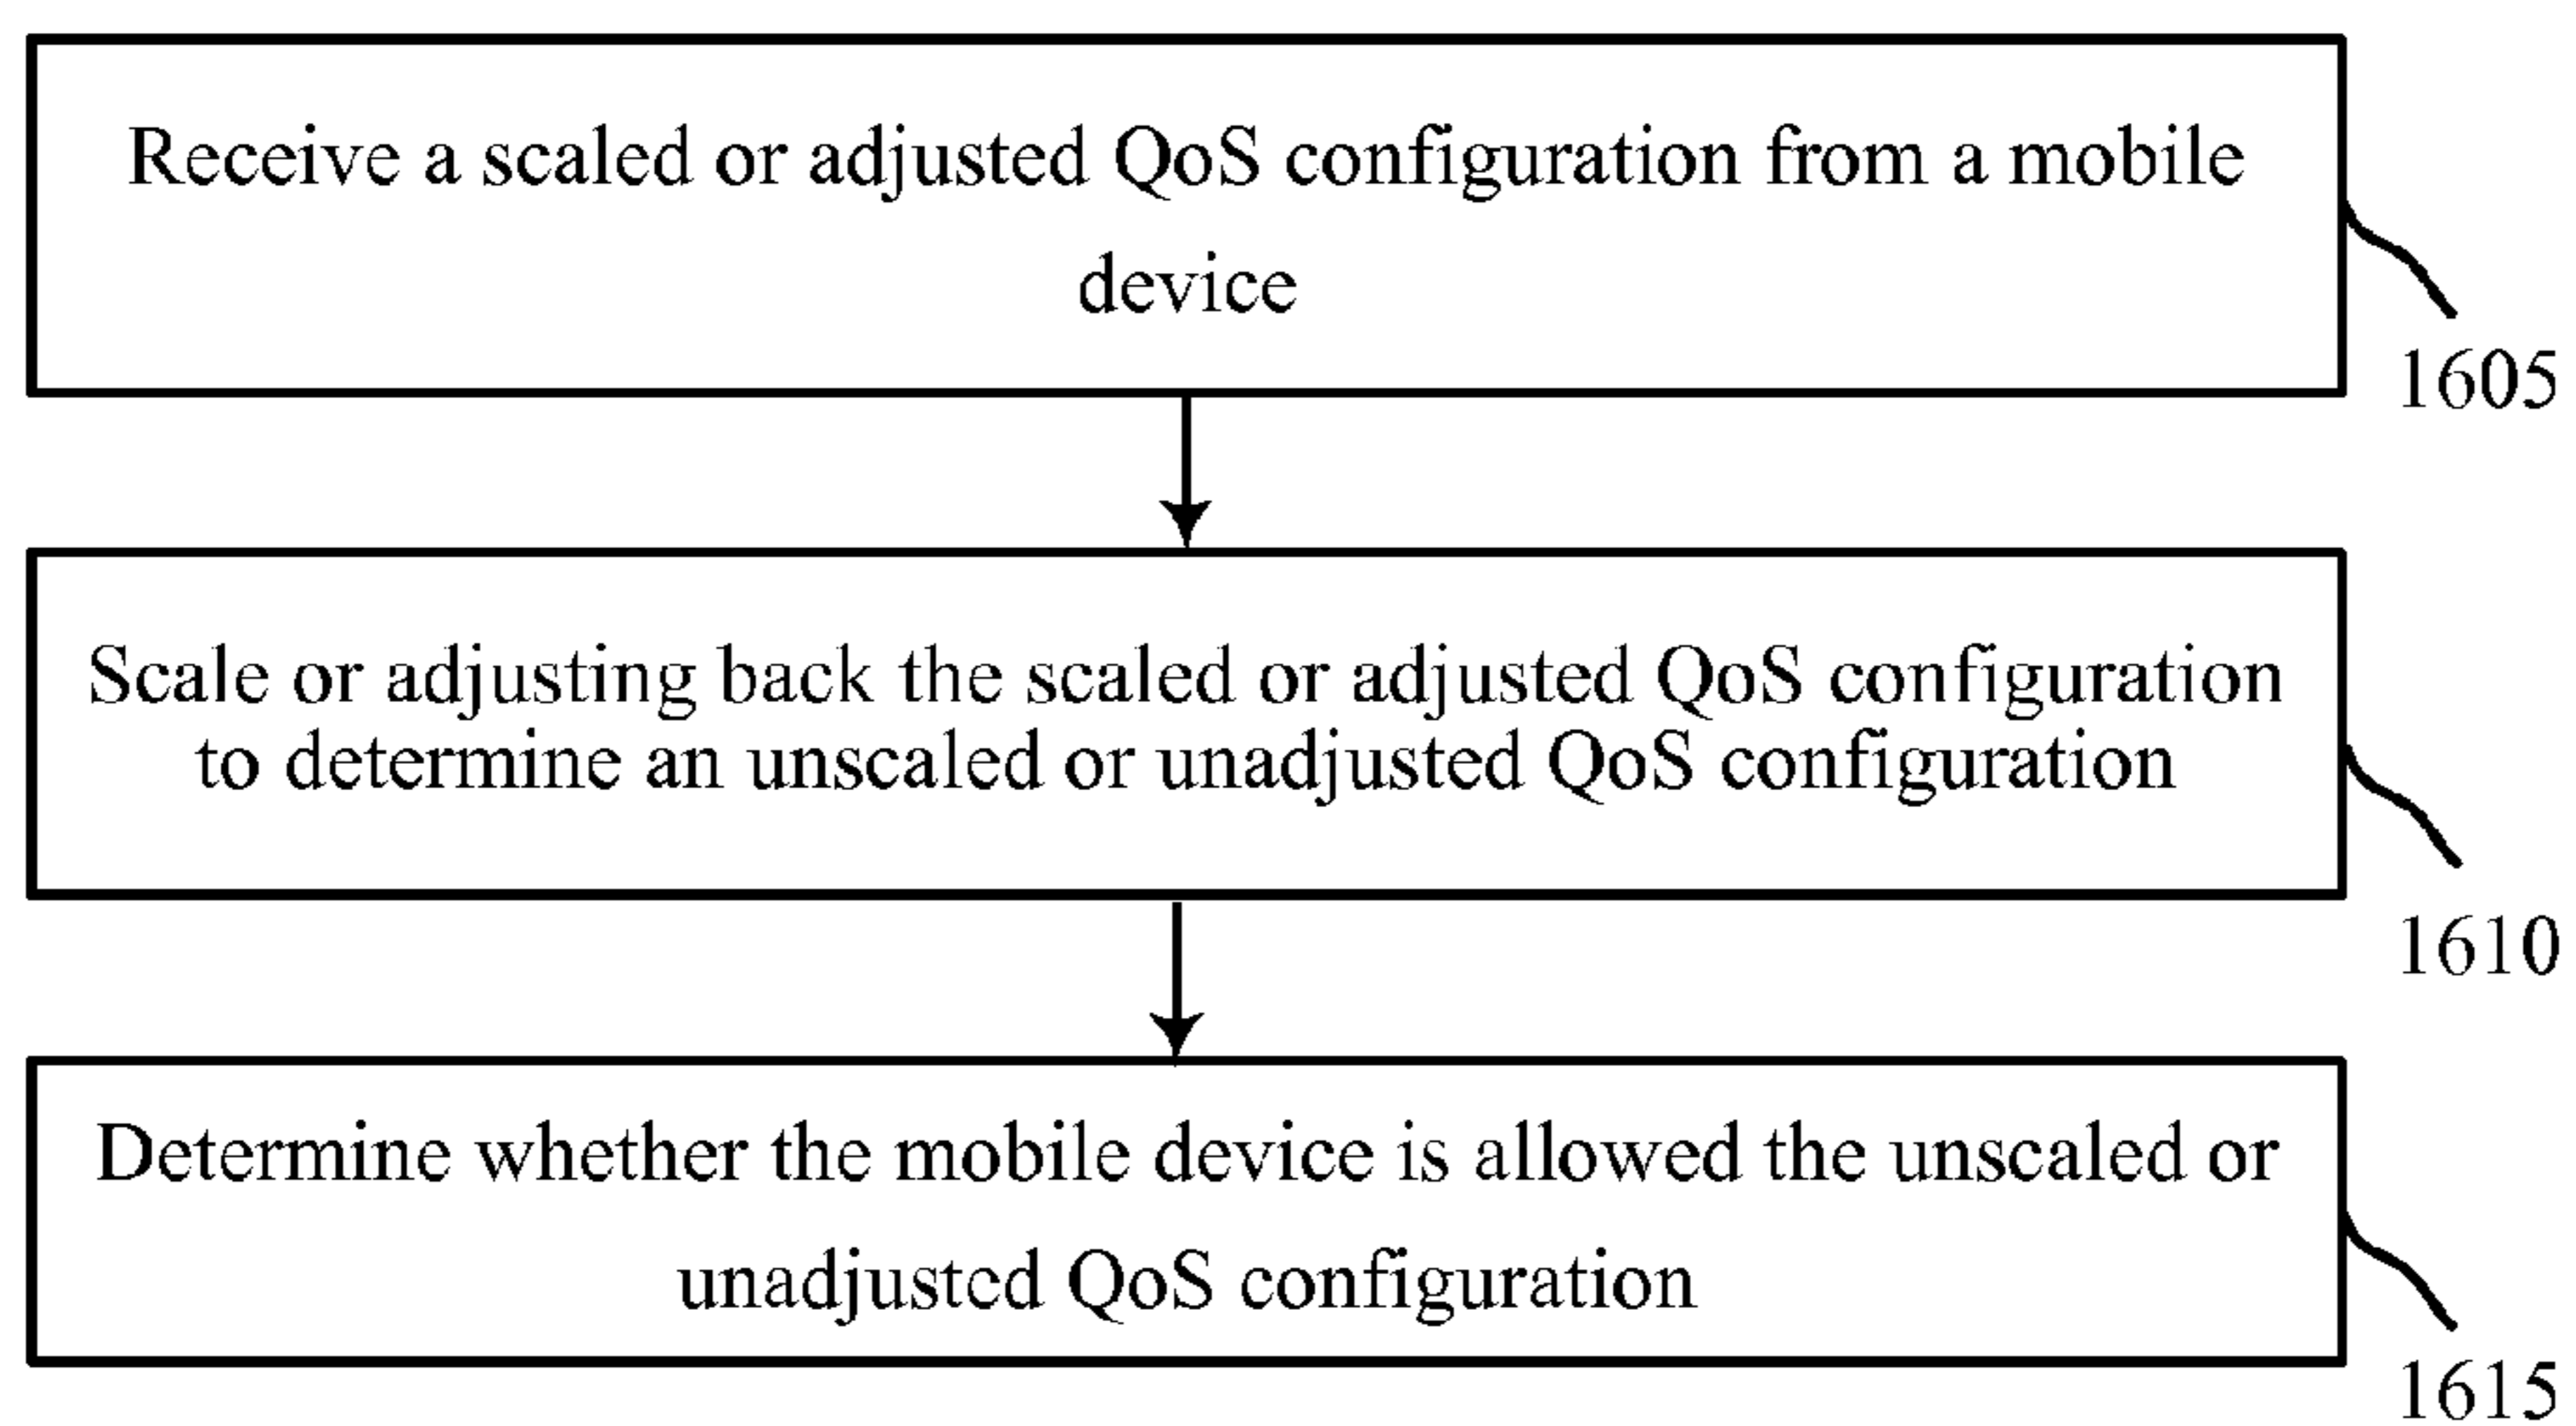 Receive a scaled or adjusted QoS configuration from a mobile
device
1605
Scale or adjusting back the scaled or adjusted QoS configuration
to determine an unscaled or unadjusted QoS configuration
1610
Determine whether the mobile device is allowed the unscaled or
unadjusted QoS configuration
1615